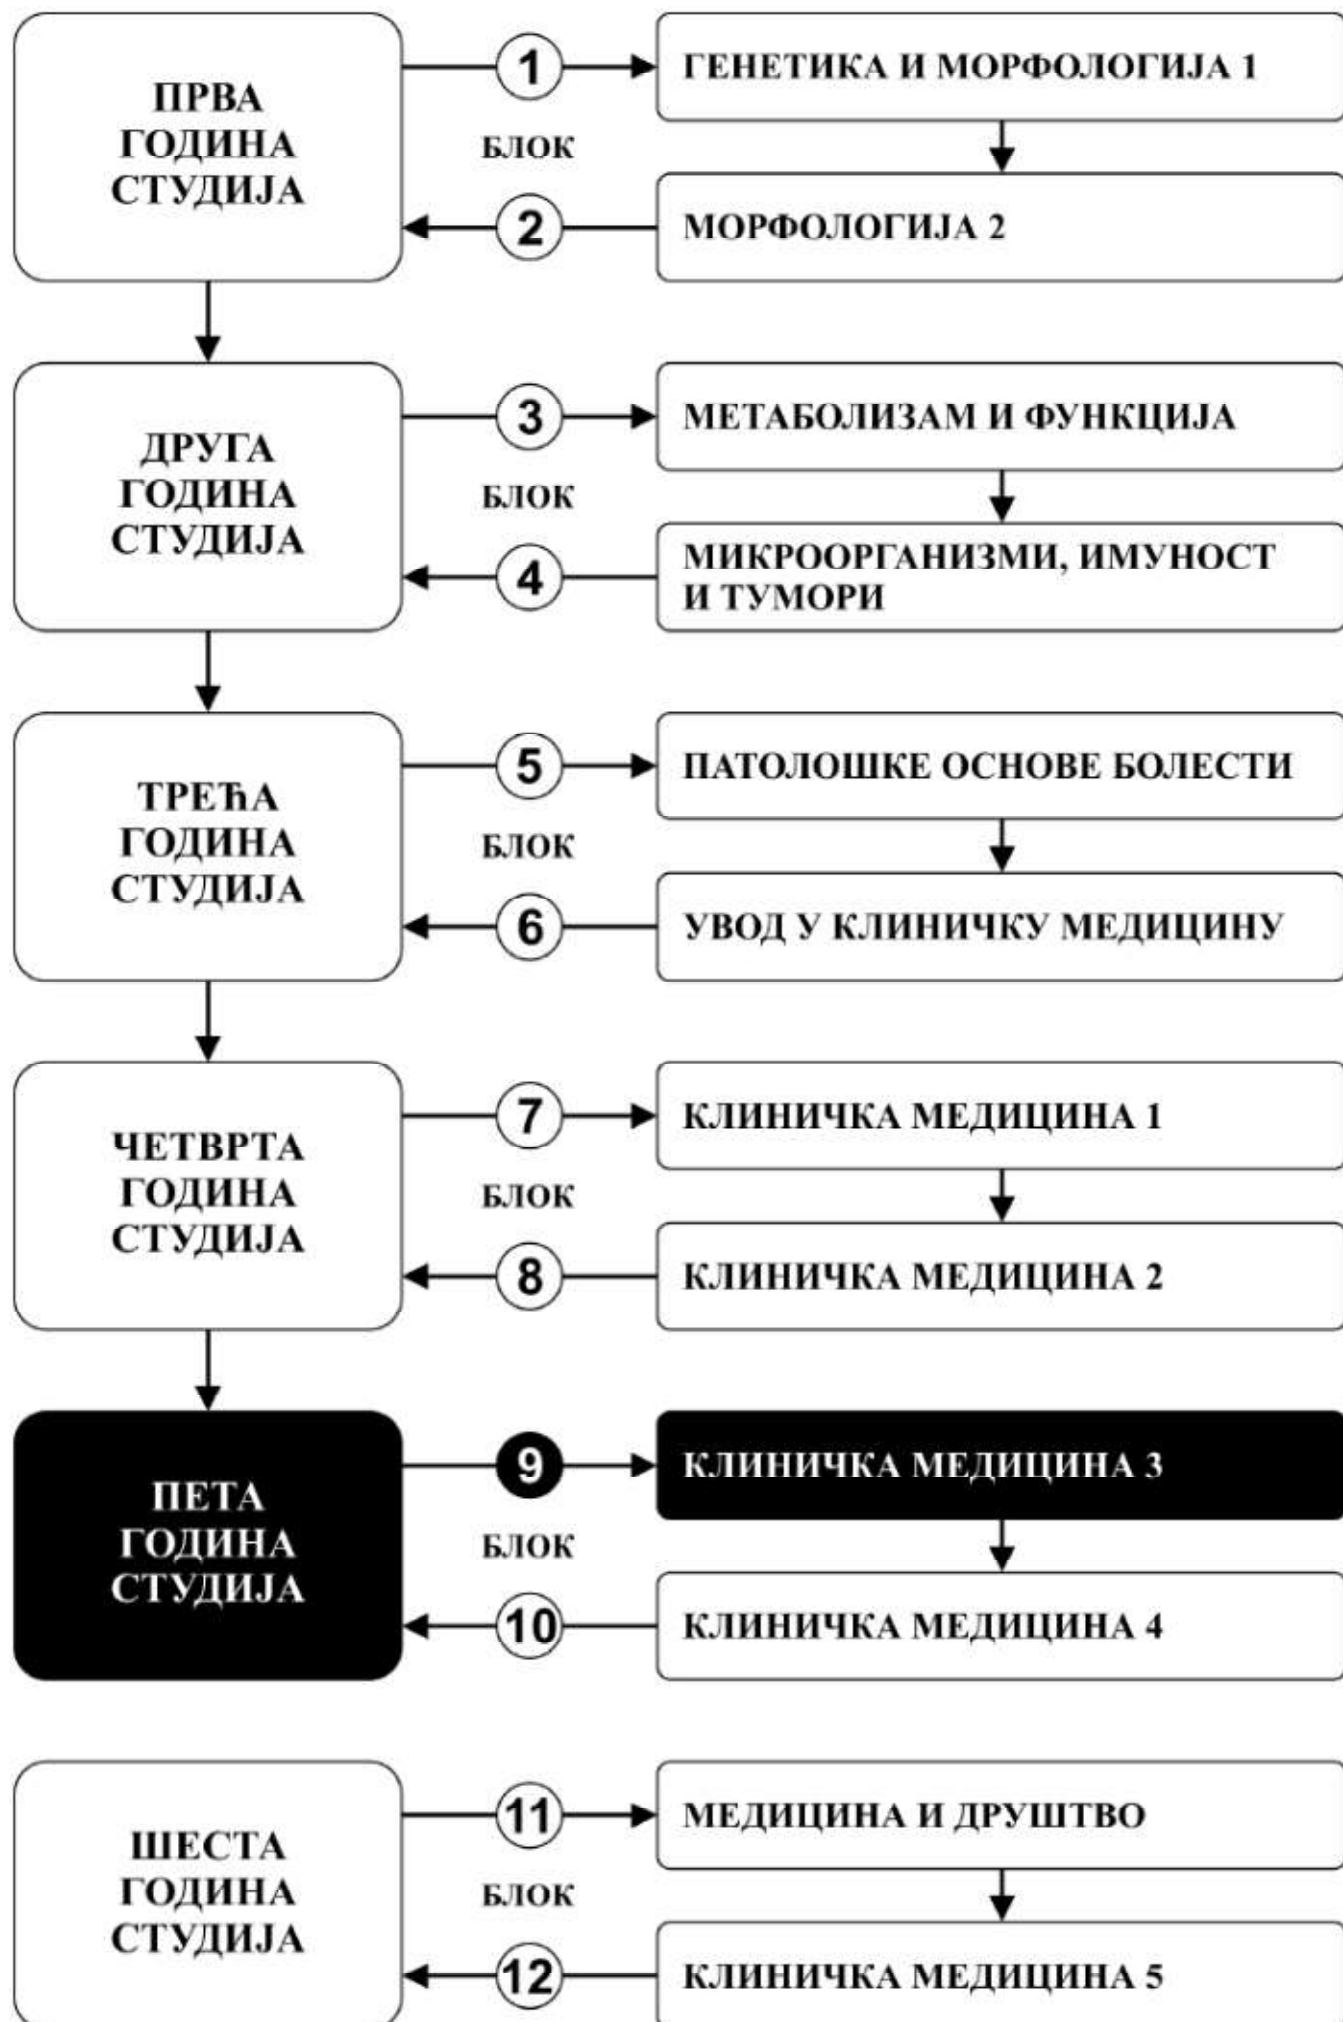 ПРВА
ГОДИНА
СТУДИЈА
1
БЛОК
2
ГЕНЕТИКА И МОРФОЛОГИЈА 1
МОРФОЛОГИЈА 2
ДРУГА
ГОДИНА
СТУДИЈА
3
БЛОК
4
МЕТАБОЛИЗАМ И ФУНКЦИЈА
МИКРООРГАНИЗМИ, ИМУНОСТ
И ТУМОРИ
ТРЕЋА
ГОДИНА
СТУДИЈА
5
БЛОК
6
ПАТОЛОШКЕ ОСНОВЕ БОЛЕСТИ
УВОД У КЛИНИЧКУ МЕДИЦИНУ
ЧЕТВРТА
ГОДИНА
СТУДИЈА
7
БЛОК
8
КЛИНИЧКА МЕДИЦИНА 1
КЛИНИЧКА МЕДИЦИНА 2
ПЕТА
ГОДИНА
СТУДИЈА
9
БЛОК
10
КЛИНИЧКА МЕДИЦИНА 3
КЛИНИЧКА МЕДИЦИНА 4
ШЕСТА
ГОДИНА
СТУДИЈА
11
БЛОК
12
МЕДИЦИНА И ДРУШТВО
КЛИНИЧКА МЕДИЦИНА 5